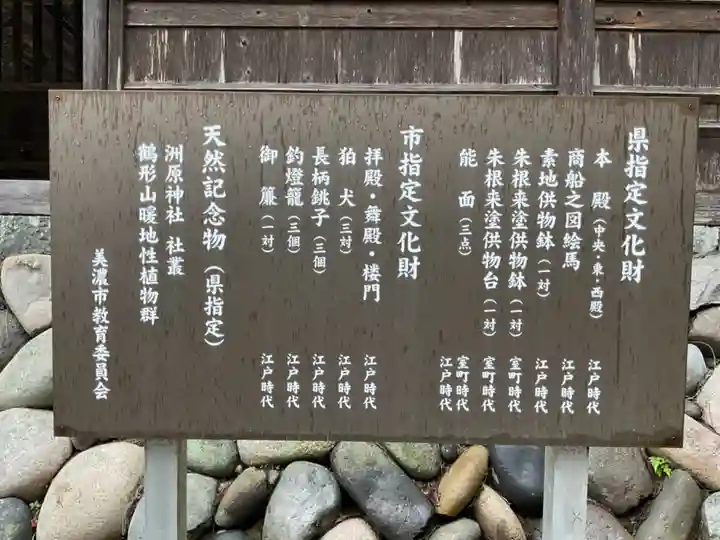 県指定文化財
本殿（中央・東・西殿） 江戸時代
商船之図絵馬 江戸時代
素地供物鉢（一対） 江戸時代
朱根来塗供物鉢（一対） 室町時代
朱根来塗供物台（一対） 室町時代
能面（三点） 室町時代
江戸時代
市指定文化財
拝殿・舞殿・楼門 江戸時代
狛犬（三対） 江戸時代
長柄銚子（三個） 江戸時代
釣燈籠（三個） 江戸時代
御簾（一対） 江戸時代
天然記念物（県指定）
洲原神社 社叢
鶴形山暖地性植物群
美濃市教育委員会